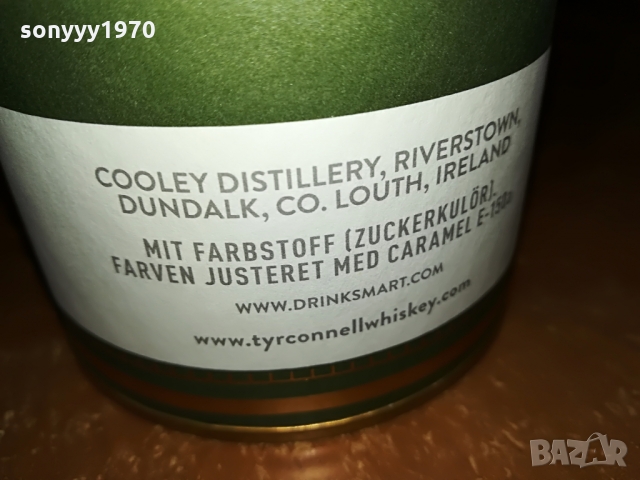 sonyyy1970
COOLEY DISTILLERY, RIVERSTOWN,
DUNDALK, CO. LOUTH, IRELAND
MIT FARBSTOFF (ZUCKERKULÖR).
FARVEN JUSTERET MED CARAMEL E-150a
WWW.DRINKSMART.COM
www.tyrconnellwhiskey.com
BAZAR